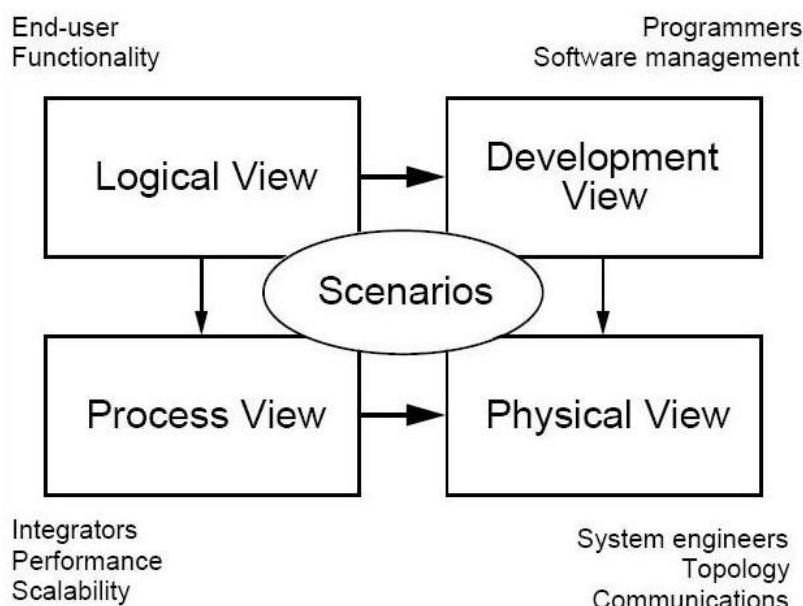 End-user
Functionality
Programmers
Software management
Logical View
Development
View
Scenarios
Process View
Physical View
Integrators
Performance
Scalability
System engineers
Topology
Communications